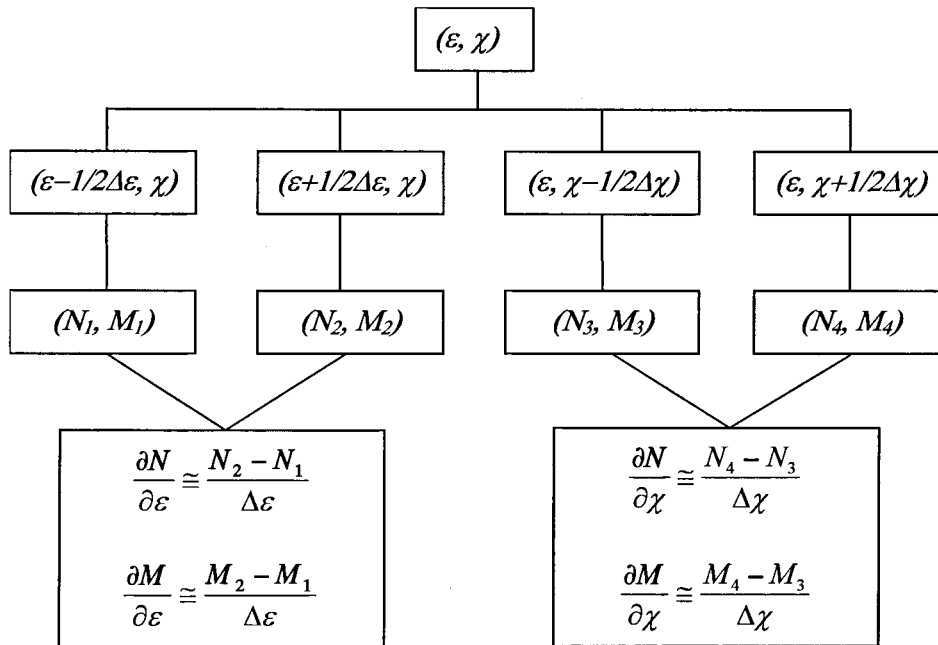 (ε, χ)
(ε−1/2Δε, χ) (ε+1/2Δε, χ) (ε, χ−1/2Δχ) (ε, χ+1/2Δχ)
(N₁, M₁) (N₂, M₂) (N₃, M₃) (N₄, M₄)
∂N/∂ε ≅ (N₂ − N₁)/Δε
∂M/∂ε ≅ (M₂ − M₁)/Δε
∂N/∂χ ≅ (N₄ − N₃)/Δχ
∂M/∂χ ≅ (M₄ − M₃)/Δχ